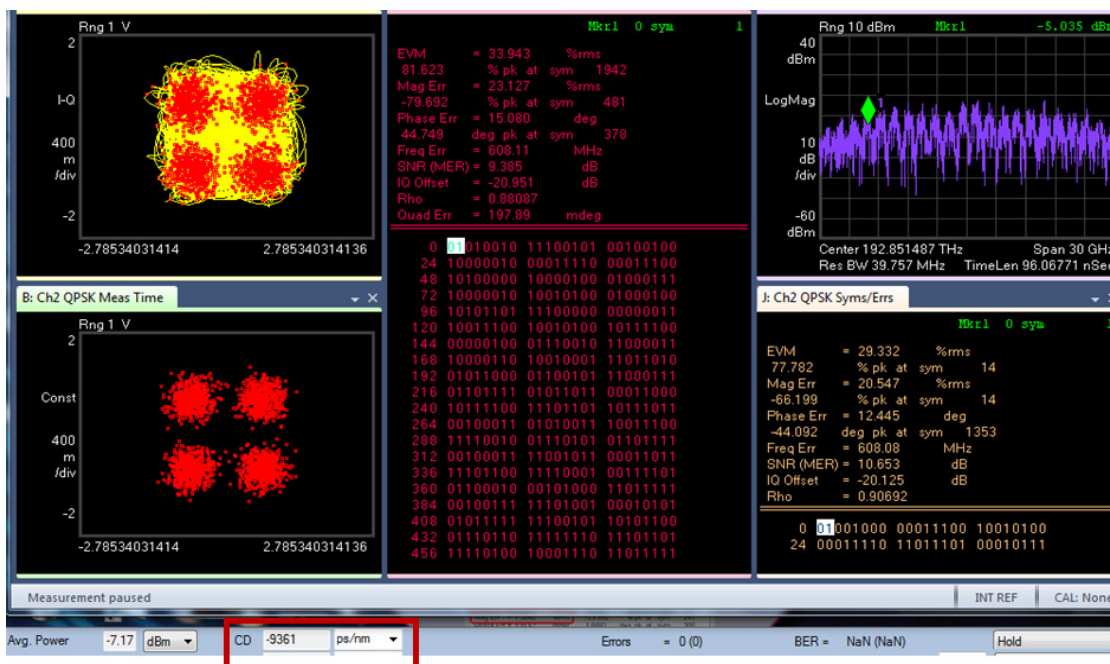 Rng 1 V
2
I-Q
400
m
/div
-2
-2.78534031414 2.785340314136
B: Ch2 QPSK Meas Time
Rng 1 V
2
Const
400
m
/div
-2
-2.78534031414 2.785340314136
Mkr1 0 sym 1
EVM = 33.943 %rms
81.623 % pk at sym 1942
Mag Err = 23.127 %rms
-79.692 % pk at sym 481
Phase Err = 15.080 deg
44.749 deg pk at sym 378
Freq Err = 608.11 MHz
SNR (MER) = 9.385 dB
IQ Offset = -20.951 dB
Rho = 0.88087
Quad Err = 197.89 mdeg
0 01010010 11100101 00100100
24 10000010 00011110 00011100
48 10100000 10000100 01000111
72 10000010 10010100 01000100
96 10101101 11100000 00000011
120 10011100 10010100 10111100
144 00000100 01110010 11000011
168 10000110 10010001 11011010
192 01011000 01100101 11000111
216 01101111 01011011 00011000
240 10111100 11101101 10111011
264 00100011 01010011 10011100
288 11110010 01110101 01101111
312 00100011 11001011 00011011
336 11101100 11110001 00111101
360 01100010 00101000 11011111
384 00100111 11101001 00010101
408 01011111 11100101 10101100
432 01110110 11111110 11101101
456 11110100 10001110 11011111
Rng 10 dBm Mkr1 -5.035 dBm
40
dBm
LogMag
1
10
dB
/div
-60
dBm
Center 192.851487 THz Span 30 GHz
Res BW 39.757 MHz TimeLen 96.06771 nSec
J: Ch2 QPSK Syms/Errs
Mkr1 0 sym 1
EVM = 29.332 %rms
77.782 % pk at sym 14
Mag Err = 20.547 %rms
-66.199 % pk at sym 14
Phase Err = 12.445 deg
-44.092 deg pk at sym 1353
Freq Err = 608.08 MHz
SNR (MER) = 10.653 dB
IQ Offset = -20.125 dB
Rho = 0.90692
0 01001000 00011100 10010100
24 00011110 11011101 00010111
Measurement paused INT REF CAL: None
Avg. Power -7.17 dBm CD -9361 ps/nm Errors = 0 (0) BER = NaN (NaN) Hold